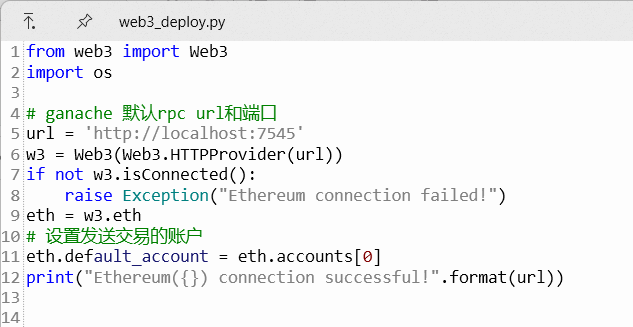 web3_deploy.py
1 from web3 import Web3
2 import os
3
4 # ganache 默认rpc url和端口
5 url = 'http://localhost:7545'
6 w3 = Web3(Web3.HTTPProvider(url))
7 if not w3.isConnected():
8     raise Exception("Ethereum connection failed!")
9 eth = w3.eth
10 # 设置发送交易的账户
11 eth.default_account = eth.accounts[0]
12 print("Ethereum({}) connection successful!".format(url))
13
14